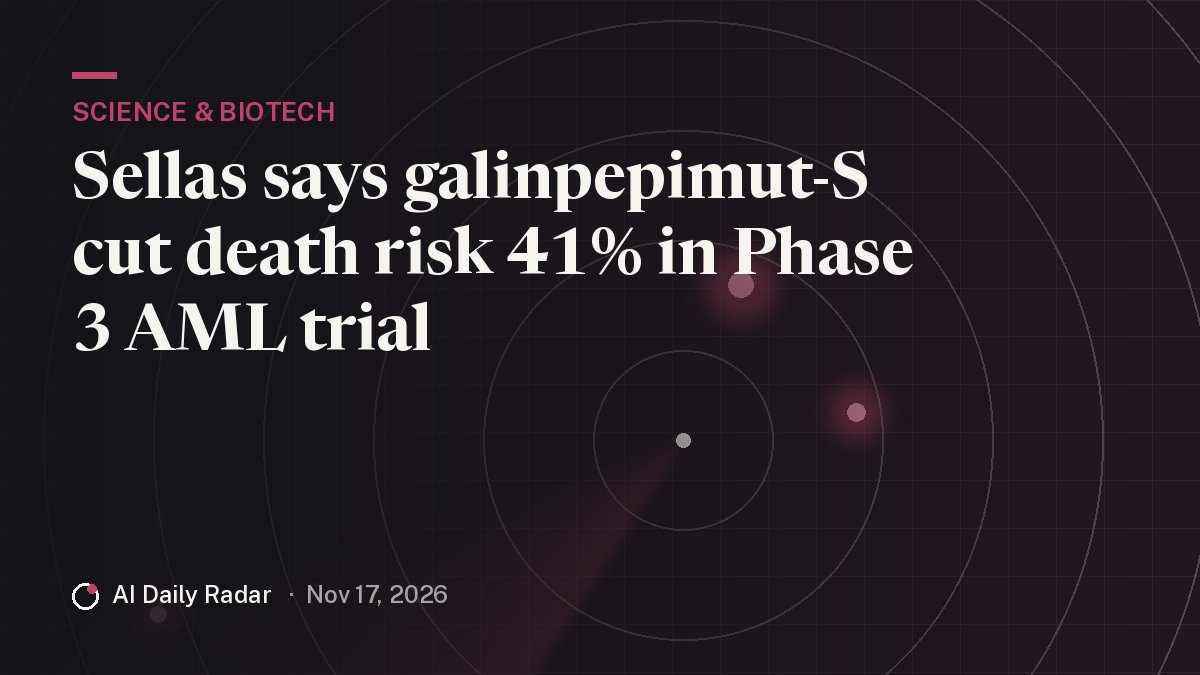 SCIENCE & BIOTECH
Sellas says galinpepimut-S
cut death risk 41% in Phase
3 AML trial
AI Daily Radar · Nov 17, 2026